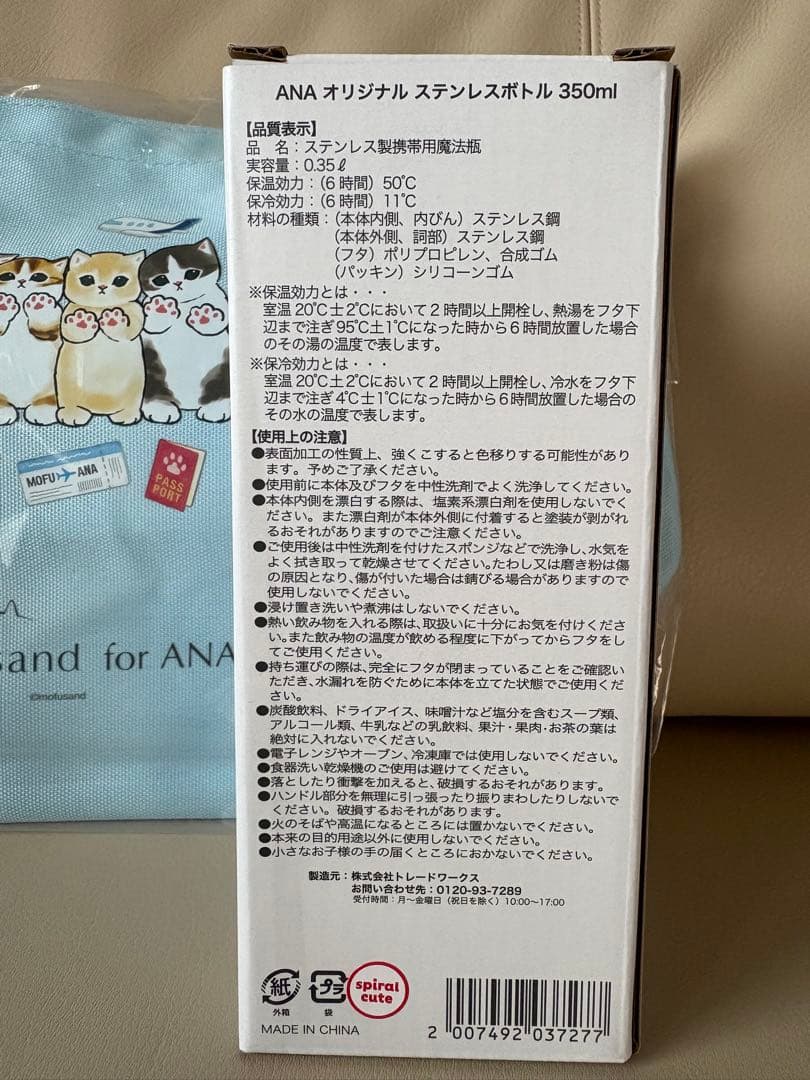 ANA オリジナル ステンレスボトル 350ml
【品質表示】
品　名：ステンレス製携帯用魔法瓶
実容量：0.35ℓ
保温効力：（6 時間）50℃
保冷効力：（6 時間）11℃
材料の種類：（本体内側、内びん）ステンレス鋼
（本体外側、詞部）ステンレス鋼
（フタ）ポリプロピレン、合成ゴム
（パッキン）シリコーンゴム
※保温効力とは・・・
室温 20℃土2℃において2 時間以上開栓し、熱湯をフタ下
辺まで注ぎ95℃土1℃になった時から6時間放置した場合
のその湯の温度で表します。
※保冷効力とは・・・
室温 20℃土2℃において2 時間以上開栓し、冷水をフタ下
辺まで注ぎ4℃土1℃になった時から6時間放置した場合の
その水の温度で表します。
【使用上の注意】
●表面加工の性質上、強くこすると色移りする可能性があり
ます。予めご了承ください。
●使用前に本体及びフタを中性洗剤でよく洗浄してください。
●本体内側を漂白する際は、塩素系漂白剤を使用しないでく
ださい。また漂白剤が本体外側に付着すると塗装が剥がれ
るおそれがありますのでご注意ください。
●ご使用後は中性洗剤を付けたスポンジなどで洗浄し、水気を
よく拭き取って乾燥させてください。たわし又は磨き粉は傷
の原因となり、傷が付いた場合は錆びる場合がありますので
使用しないでください。
●浸け置き洗いや煮沸はしないでください。
●熱い飲み物を入れる際は、取扱いに十分にお気を付けくださ
い。また飲み物の温度が飲める程度に下がってからフタをし
てご使用ください。
●持ち運びの際は、完全にフタが閉まっていることをご確認い
ただき、水漏れを防ぐために本体を立てた状態でご使用くだ
さい。
●炭酸飲料、ドライアイス、味噌汁など塩分を含むスープ類、
アルコール類、牛乳などの乳飲料、果汁・果肉・お茶の葉は
絶対に入れないでください。
●電子レンジやオーブン、冷凍庫では使用しないでください。
●食器洗い乾燥機のご使用は避けてください。
●落としたり衝撃を加えると、破損するおそれがあります。
●ハンドル部分を無理に引っ張ったり振りまわしたりしないで
ください。破損するおそれがあります。
●火のそばや高温になるところには置かないでください。
●本来の目的用途以外に使用しないでください。
●小さなお子様の手の届くところにおかないでください。
製造元：株式会社トレードワークス
お問い合わせ先：0120-93-7289
受付時間：月～金曜日（祝日を除く）10:00～17:00
紙
外箱
プラ
袋
spiral
cute
MADE IN CHINA
2 007492 037277
MOFU ANA
PASS
PORT
sand for ANA
©mofusand